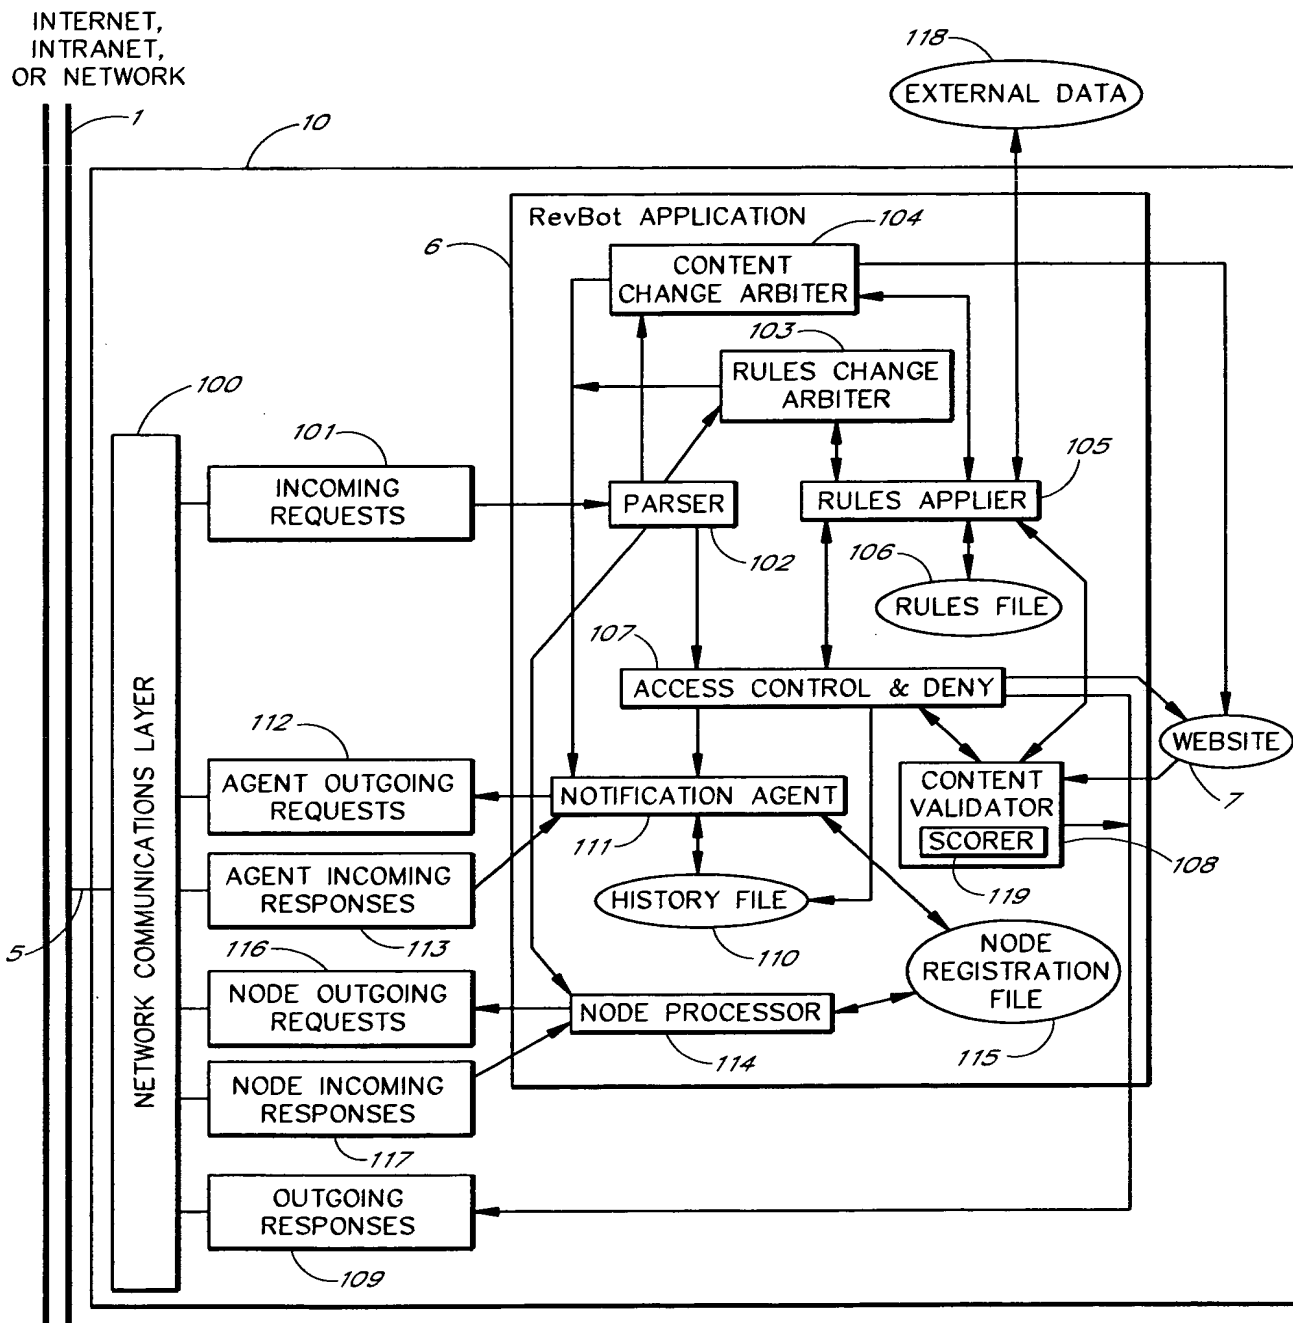 INTERNET,
INTRANET,
OR NETWORK
1
10
118
EXTERNAL DATA
RevBot APPLICATION
6
104
CONTENT
CHANGE ARBITER
103
RULES CHANGE
ARBITER
100
NETWORK COMMUNICATIONS LAYER
101
INCOMING
REQUESTS
PARSER
102
RULES APPLIER
105
106
RULES FILE
107
ACCESS CONTROL & DENY
WEBSITE
7
112
AGENT OUTGOING
REQUESTS
NOTIFICATION AGENT
111
CONTENT
VALIDATOR
SCORER
108
119
AGENT INCOMING
RESPONSES
113
HISTORY FILE
110
5
116
NODE OUTGOING
REQUESTS
NODE PROCESSOR
114
NODE
REGISTRATION
FILE
115
NODE INCOMING
RESPONSES
117
OUTGOING
RESPONSES
109